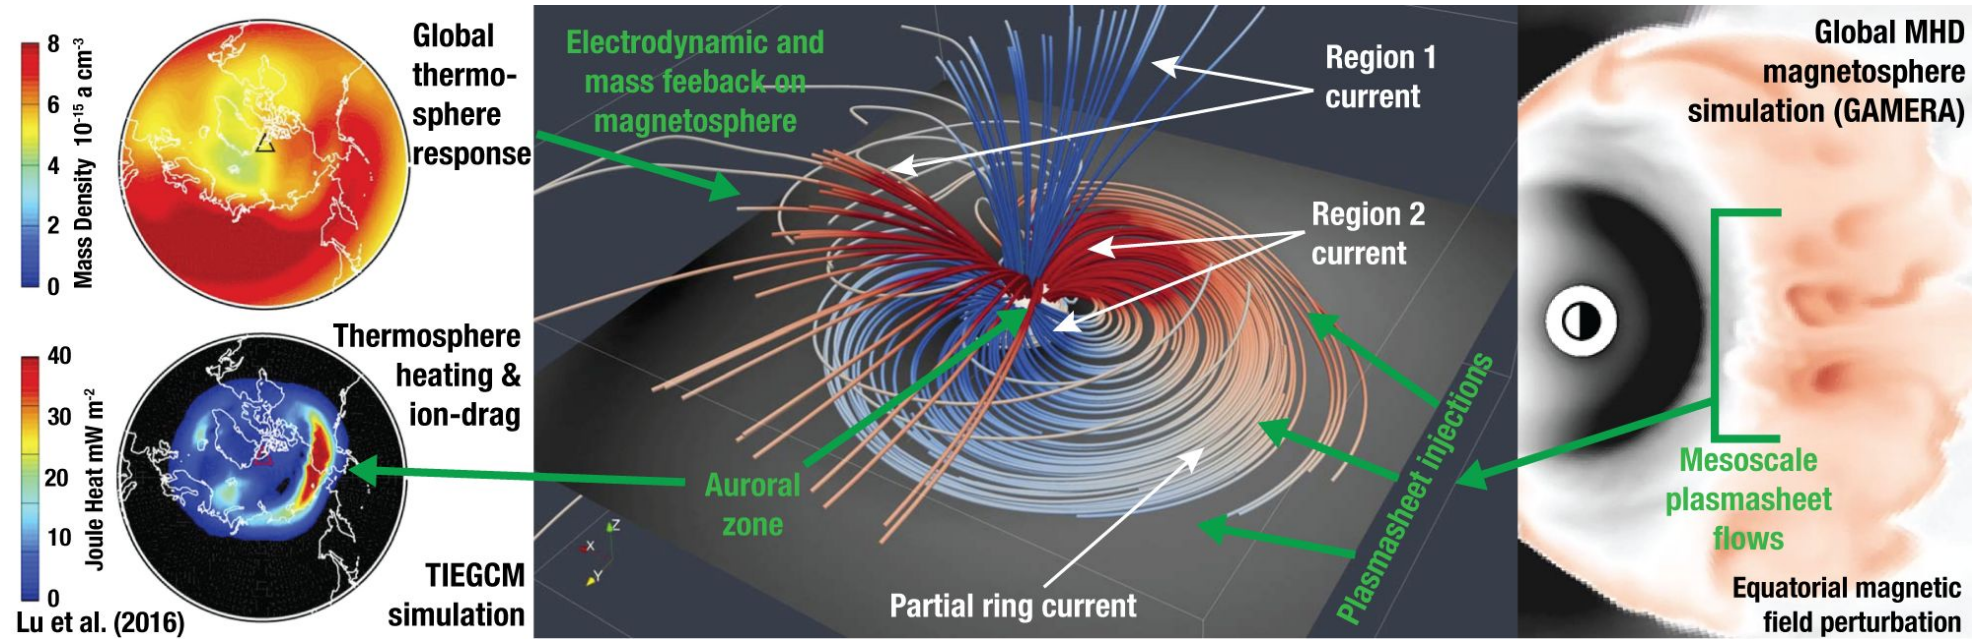 8
6
4
2
0
Mass Density 10⁻¹⁵ a cm⁻³
Global
thermo-
sphere
response
40
30
20
10
0
Joule Heat mW m⁻²
Thermosphere
heating &
ion-drag
TIEGCM
simulation
Lu et al. (2016)
Electrodynamic and
mass feeback on
magnetosphere
Region 1
current
Region 2
current
Auroral
zone
Z
X
Y
Partial ring current
Plasmasheet injections
Global MHD
magnetosphere
simulation (GAMERA)
Mesoscale
plasmasheet
flows
Equatorial magnetic
field perturbation